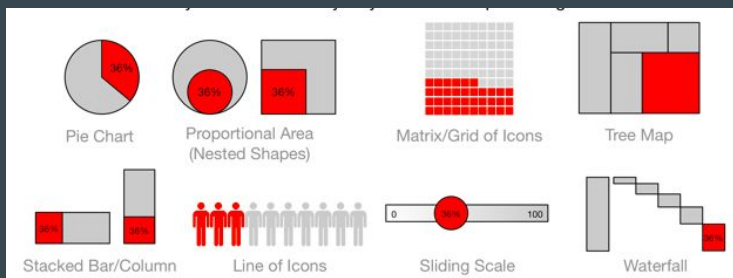 36%
36%
36%
Pie Chart
Proportional Area
(Nested Shapes)
Matrix/Grid of Icons
Tree Map
36%
36%
0
36%
100
36%
Stacked Bar/Column
Line of Icons
Sliding Scale
Waterfall